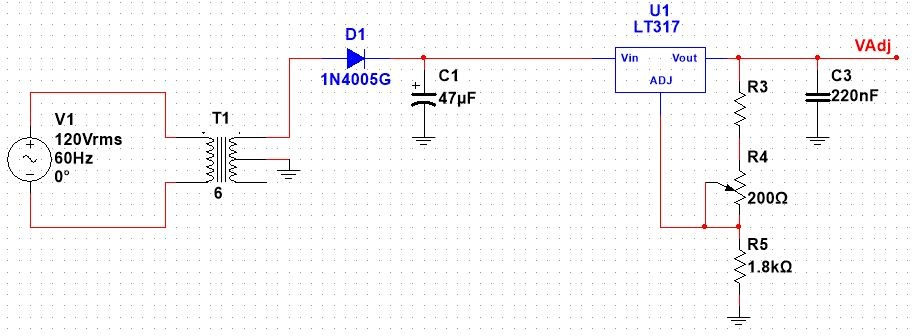 U1
LT317
D1
VAdj
Vin
Vout
ADJ
1N4005G
C1
47µF
R3
C3
220nF
V1
120Vrms
60Hz
0°
T1
6
R4
200Ω
R5
1.8kΩ